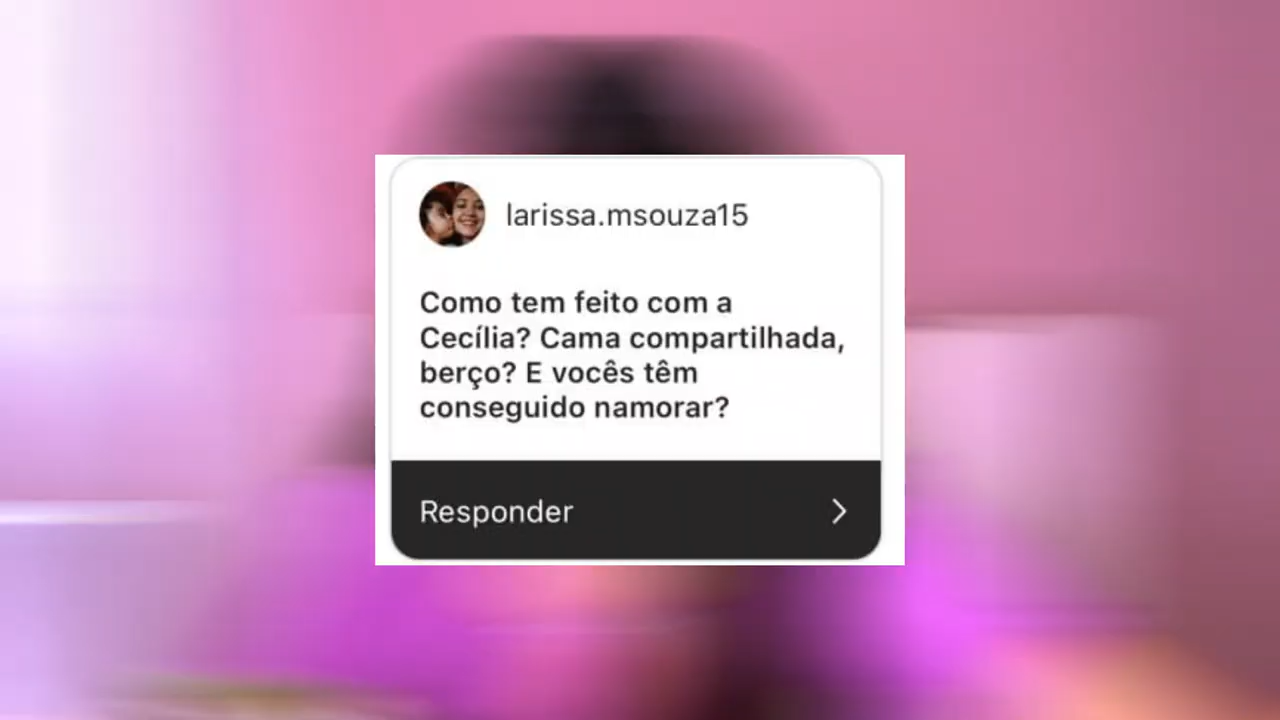 larissa.msouza15
Como tem feito com a
Cecília? Cama compartilhada,
berço? E vocês têm
conseguido namorar?
Responder